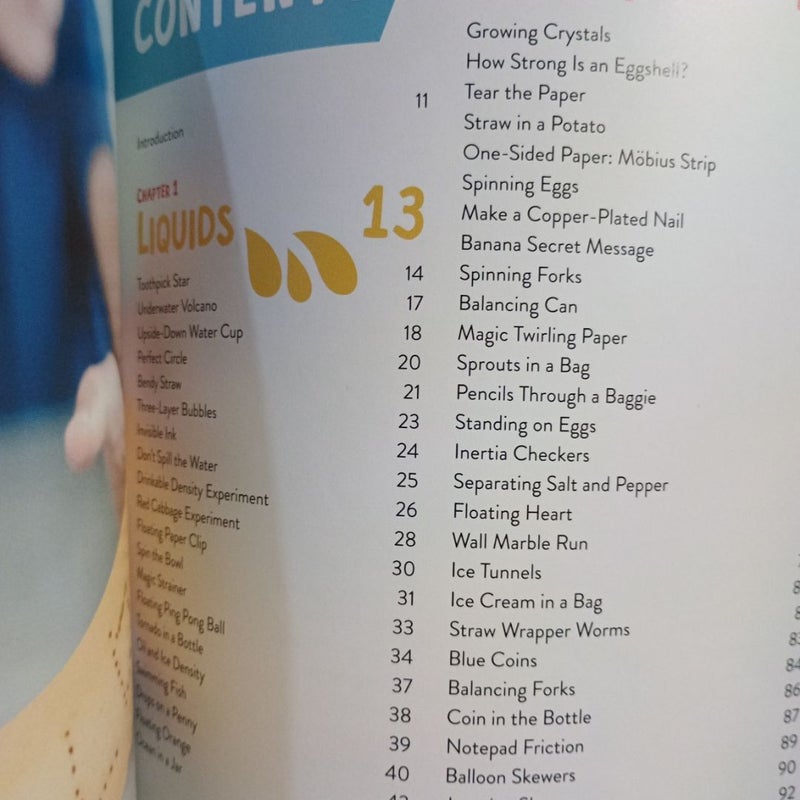 CONTENT
Introduction
11
CHAPTER 1
LIQUIDS
13
Toothpick Star
14
Underwater Volcano
17
Upside-Down Water Cup
18
Perfect Circle
20
Bendy Straw
21
Three-Layer Bubbles
23
Invisible Ink
24
Don't Spill the Water
25
Drinkable Density Experiment
26
Red Cabbage Experiment
28
Floating Paper Clip
30
Spin the Bowl
31
Magic Strainer
33
Floating Ping Pong Ball
34
Tornado in a Bottle
37
Oil and Ice Density
38
Swimming Fish
39
Drops on a Penny
40
Floating Orange
Ocean in a Jar
Growing Crystals
How Strong Is an Eggshell?
Tear the Paper
Straw in a Potato
One-Sided Paper: Möbius Strip
Spinning Eggs
Make a Copper-Plated Nail
Banana Secret Message
Spinning Forks
Balancing Can
Magic Twirling Paper
Sprouts in a Bag
Pencils Through a Baggie
Standing on Eggs
Inertia Checkers
Separating Salt and Pepper
Floating Heart
Wall Marble Run
Ice Tunnels
Ice Cream in a Bag
Straw Wrapper Worms
Blue Coins
Balancing Forks
Coin in the Bottle
Notepad Friction
Balloon Skewers
84
86
87
89
90
92